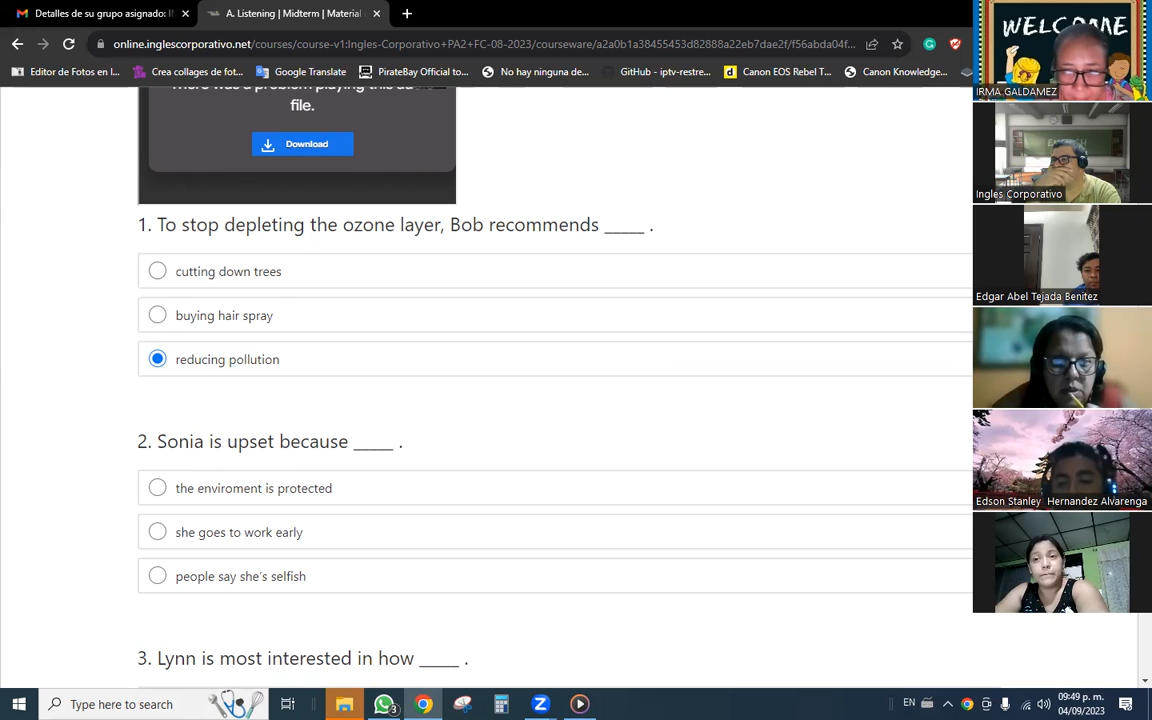 Detalles de su grupo asignado: I
A. Listening | Midterm | Material
online.inglescorporativo.net/courses/course-v1:Ingles-Corporativo+PA2+FC-08-2023/courseware/a2a0b1a38455453d82888a22eb7dae2f/f56abda04f...
Editor de Fotos en l...
Crea collages de fot...
Google Translate
PirateBay Official to...
No hay ninguna de...
GitHub - iptv-restre...
Canon EOS Rebel T...
Canon Knowledge...
file.
Download
1. To stop depleting the ozone layer, Bob recommends _____ .
cutting down trees
buying hair spray
reducing pollution
2. Sonia is upset because _____ .
the enviroment is protected
she goes to work early
people say she's selfish
3. Lynn is most interested in how _____ .
WELCOME
IRMA.GALDAMEZ
Ingles Corporativo
Edgar Abel Tejada Benitez
Edson Stanley Hernandez Alvarenga
Type here to search
3
EN
09:49 p. m.
04/09/2023